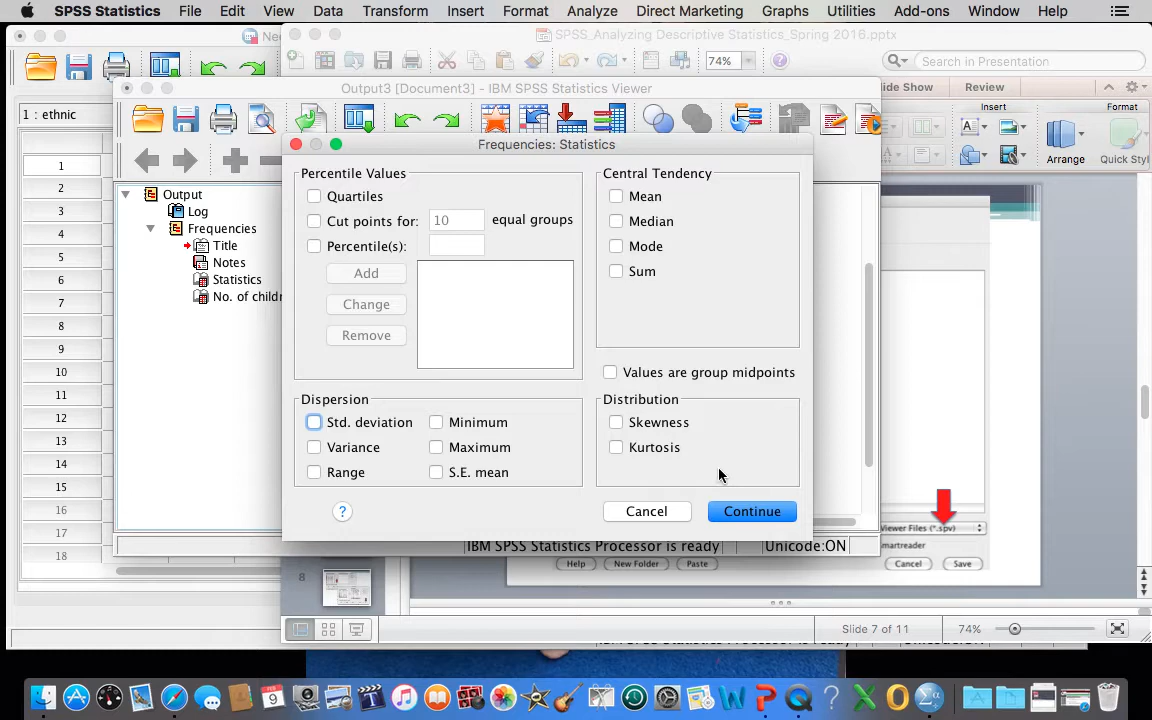 SPSS Statistics File Edit View Data Transform Insert Format Analyze Direct Marketing Graphs Utilities Add-ons Window Help
SPSS_Analyzing Descriptive Statistics_Spring 2016.pptx
74%
Search in Presentation
Output3 [Document3] - IBM SPSS Statistics Viewer
ide Show Review
Insert Format
Arrange Quick Styl
1 : ethnic
1
2
3
4
5
6
7
8
9
10
11
12
13
14
15
16
17
18
Output
Log
Frequencies
Title
Notes
Statistics
No. of childr
Frequencies: Statistics
Percentile Values
Quartiles
Cut points for: 10 equal groups
Percentile(s):
Add
Change
Remove
Central Tendency
Mean
Median
Mode
Sum
Values are group midpoints
Dispersion
Std. deviation Minimum
Variance Maximum
Range S.E. mean
Distribution
Skewness
Kurtosis
? Cancel Continue
IBM SPSS Statistics Processor is ready Unicode:ON
Viewer Files (*.spv)
martreader
Help New Folder Paste Cancel Save
8
Slide 7 of 11 74%
9